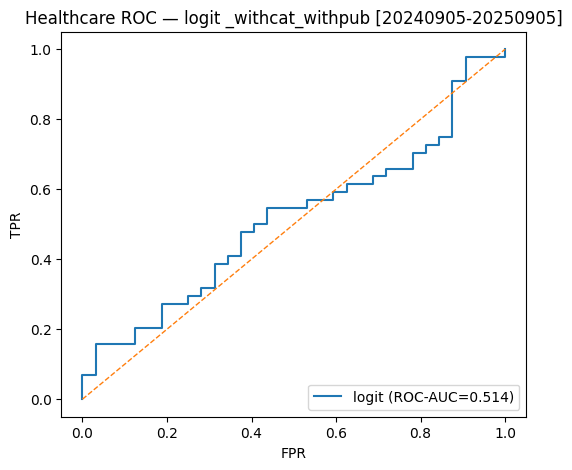 Healthcare ROC — logit _withcat_withpub [20240905-20250905]
1.0
0.8
0.6
0.4
0.2
0.0
TPR
logit (ROC-AUC=0.514)
0.0 0.2 0.4 0.6 0.8 1.0
FPR